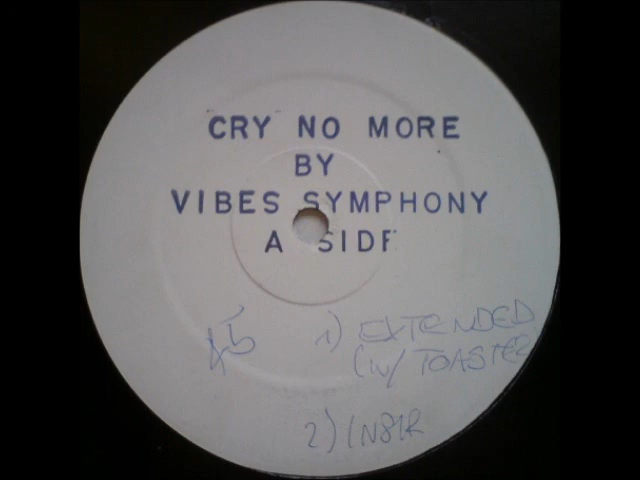 CRY NO MORE
BY
VIBES SYMPHONY
A SIDE
1) EXTENDED
(W/ TOASTER
2) INSTR